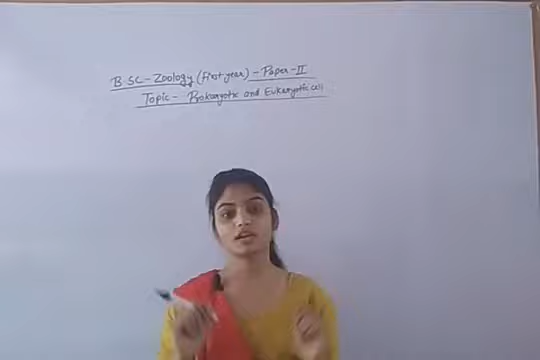 B.SC - Zoology (first year) - Paper - II
Topic - Prokaryotic and Eukaryotic cell